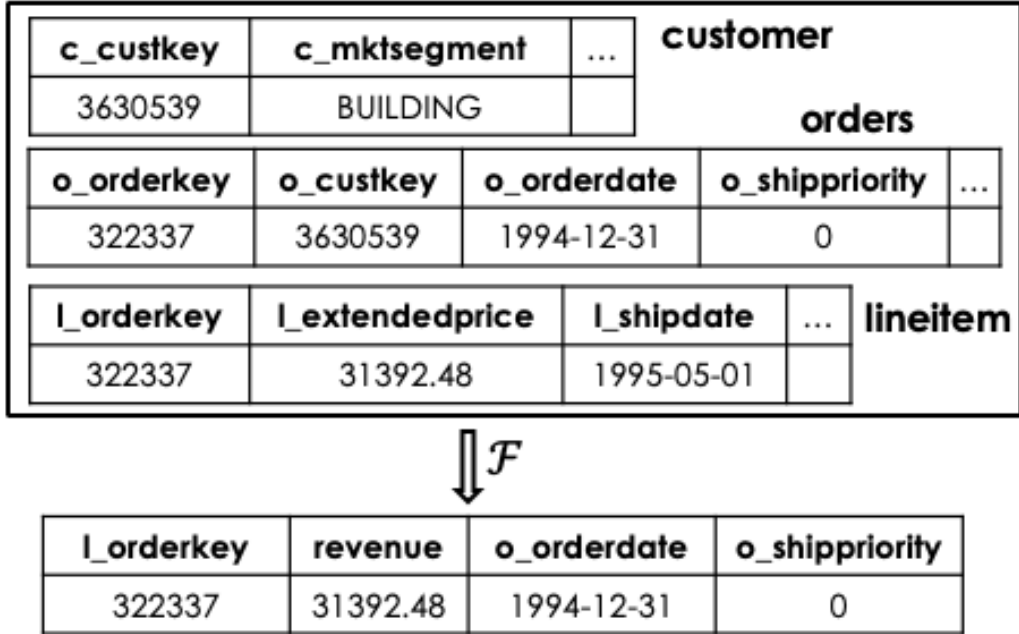 customer
c_custkey c_mktsegment ...
3630539 BUILDING
orders
o_orderkey o_custkey o_orderdate o_shippriority ...
322337 3630539 1994-12-31 0
l_orderkey l_extendedprice l_shipdate ... lineitem
322337 31392.48 1995-05-01
ℱ
l_orderkey revenue o_orderdate o_shippriority
322337 31392.48 1994-12-31 0